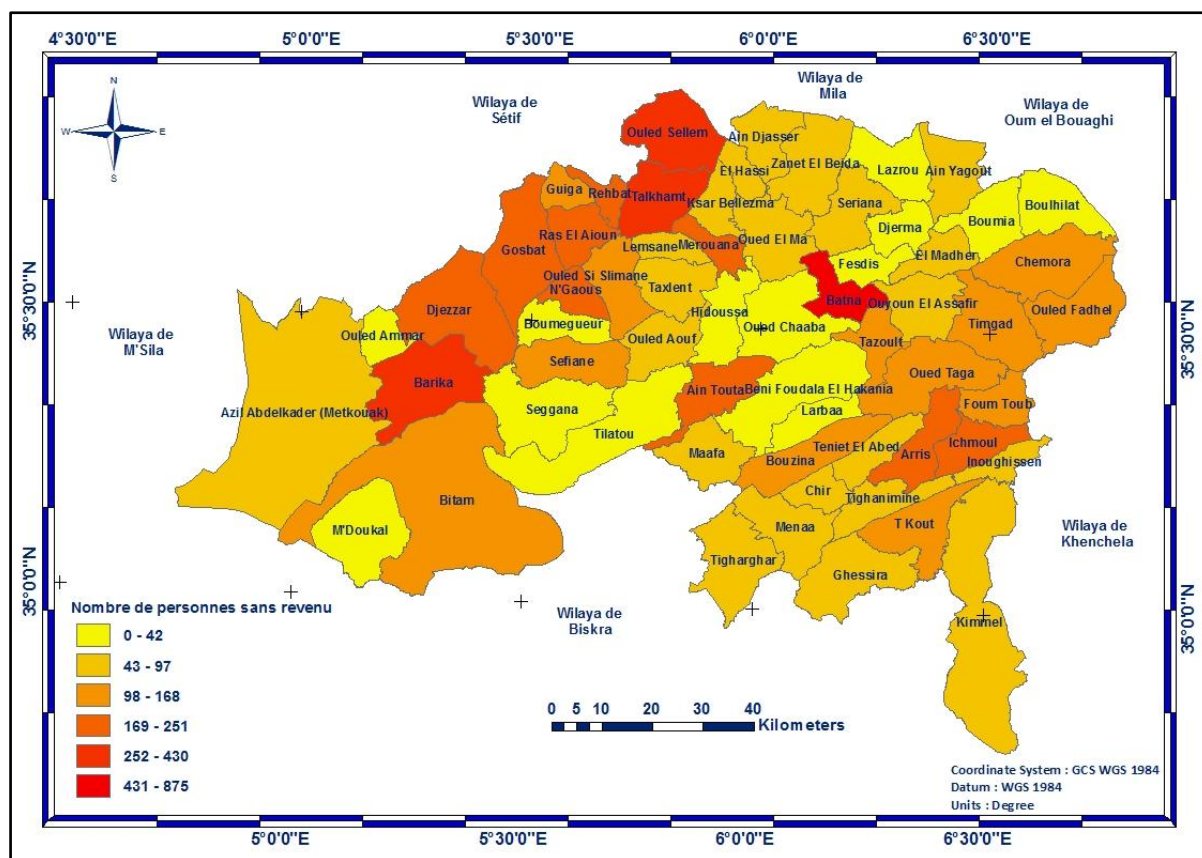 4°30'0"E
5°0'0"E
5°30'0"E
6°0'0"E
6°30'0"E
N
W
E
S
Wilaya de
Sétif
Wilaya de
Mila
Wilaya de
Oum el Bouaghi
Ouled Sellem
Ain Djasser
Zanet El Beida
Lazrou
Ain Yagout
El Hassi
Guiga
Rehbat
Talkhamt
Ksar Bellezma
Seriana
Boumia
Boulhilat
Djerma
Gosbat
Ras El Aioun
Lemsane
Merouana
Oued El Ma
El Madher
Chemora
Fesdis
Ouled Si Slimane
N'Gaous
Taxlent
Batna
Ouyoun El Assafir
Ouled Fadhel
Djezzar
Hidoussa
Timgad
Boumegueur
Oued Chaaba
Ouled Ammar
Ouled Aouf
Tazoult
Sefiane
Oued Taga
Barika
Ain Touta
Beni Foudala El Hakania
Azil Abdelkader (Metkouak)
Seggana
Larbaa
Foum Toub
Tilatou
Teniet El Abed
Ichmoul
Maafa
Bouzina
Arris
Inoughissen
Bitam
Chir
Tighanimine
M'Doukal
Menaa
T Kout
Tigharghar
Ghessira
Kimmel
Wilaya de
M'Sila
Wilaya de
Khenchela
Wilaya de
Biskra
35°30'0"N
35°0'0"N
35°30'0"N
35°0'0"N
Nombre de personnes sans revenu
0 - 42
43 - 97
98 - 168
169 - 251
252 - 430
431 - 875
0 5 10 20 30 40
Kilometers
Coordinate System : GCS WGS 1984
Datum : WGS 1984
Units : Degree
5°0'0"E
5°30'0"E
6°0'0"E
6°30'0"E